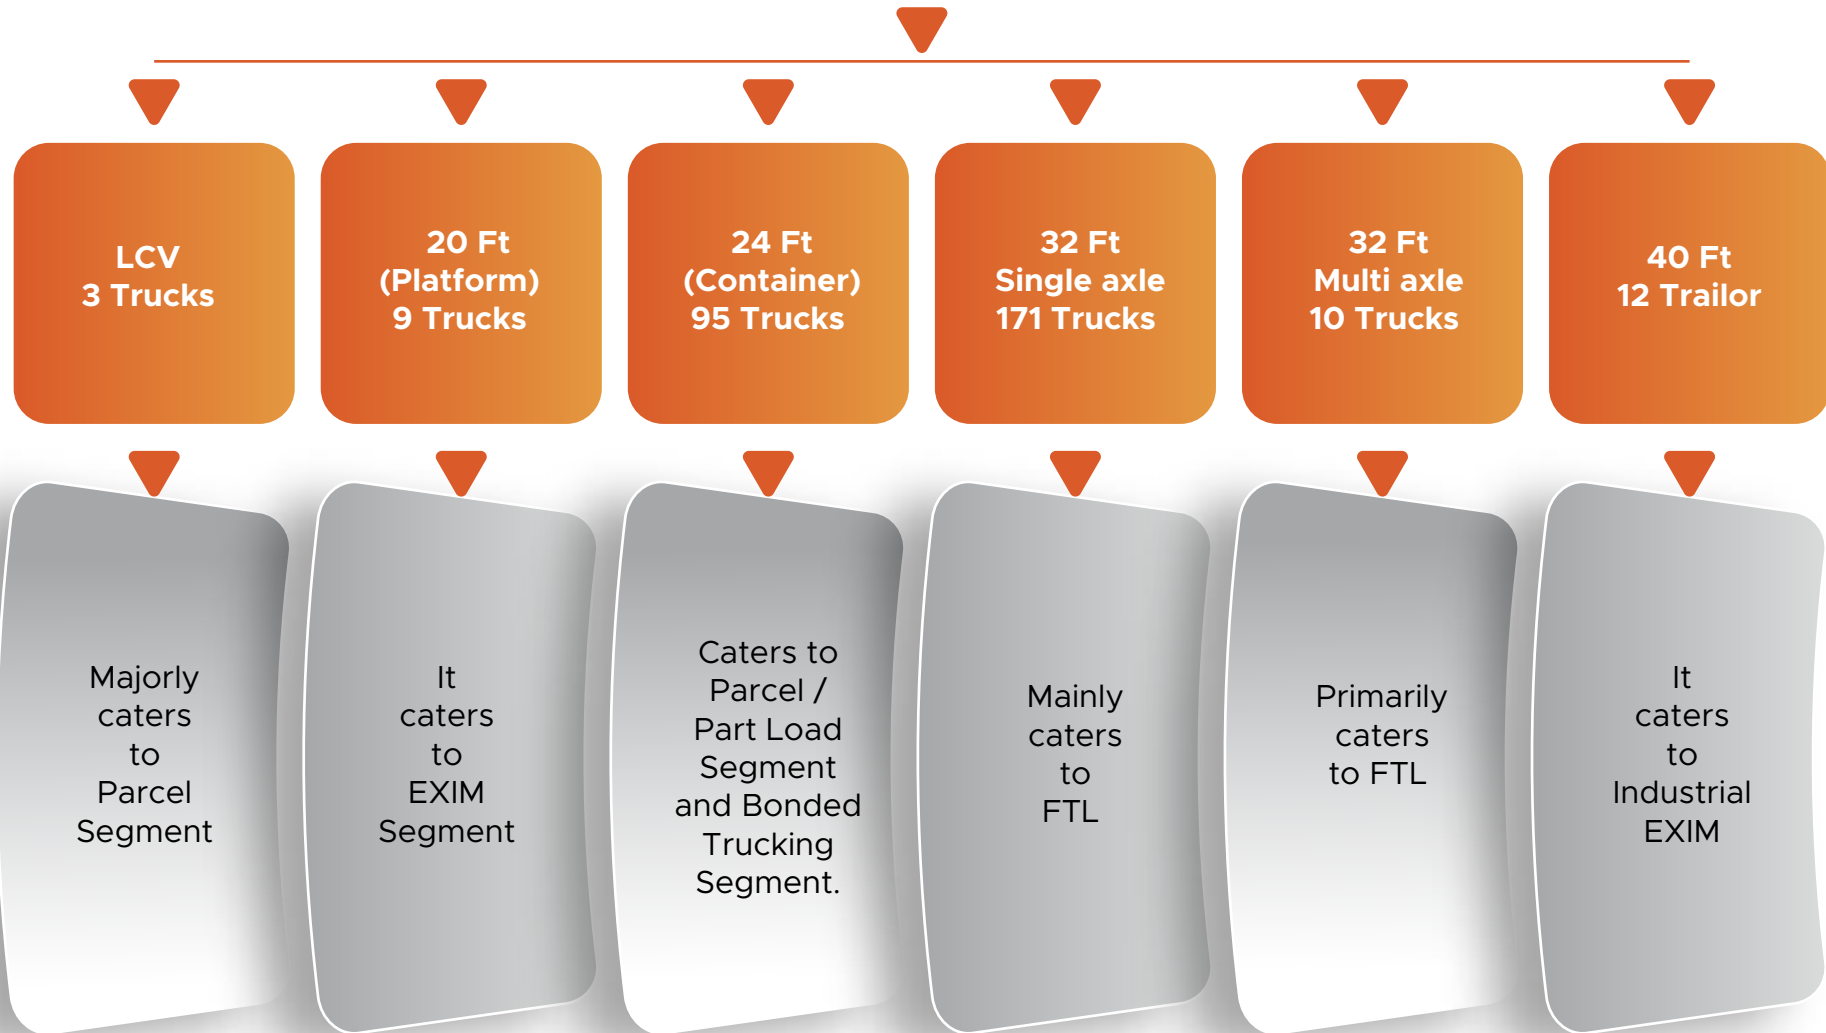 LCV
3 Trucks
20 Ft
(Platform)
9 Trucks
24 Ft
(Container)
95 Trucks
32 Ft
Single axle
171 Trucks
32 Ft
Multi axle
10 Trucks
40 Ft
12 Trailor
Majorly
caters
to
Parcel
Segment
It
caters
to
EXIM
Segment
Caters to
Parcel /
Part Load
Segment
and Bonded
Trucking
Segment.
Mainly
caters
to
FTL
Primarily
caters
to FTL
It
caters
to
Industrial
EXIM